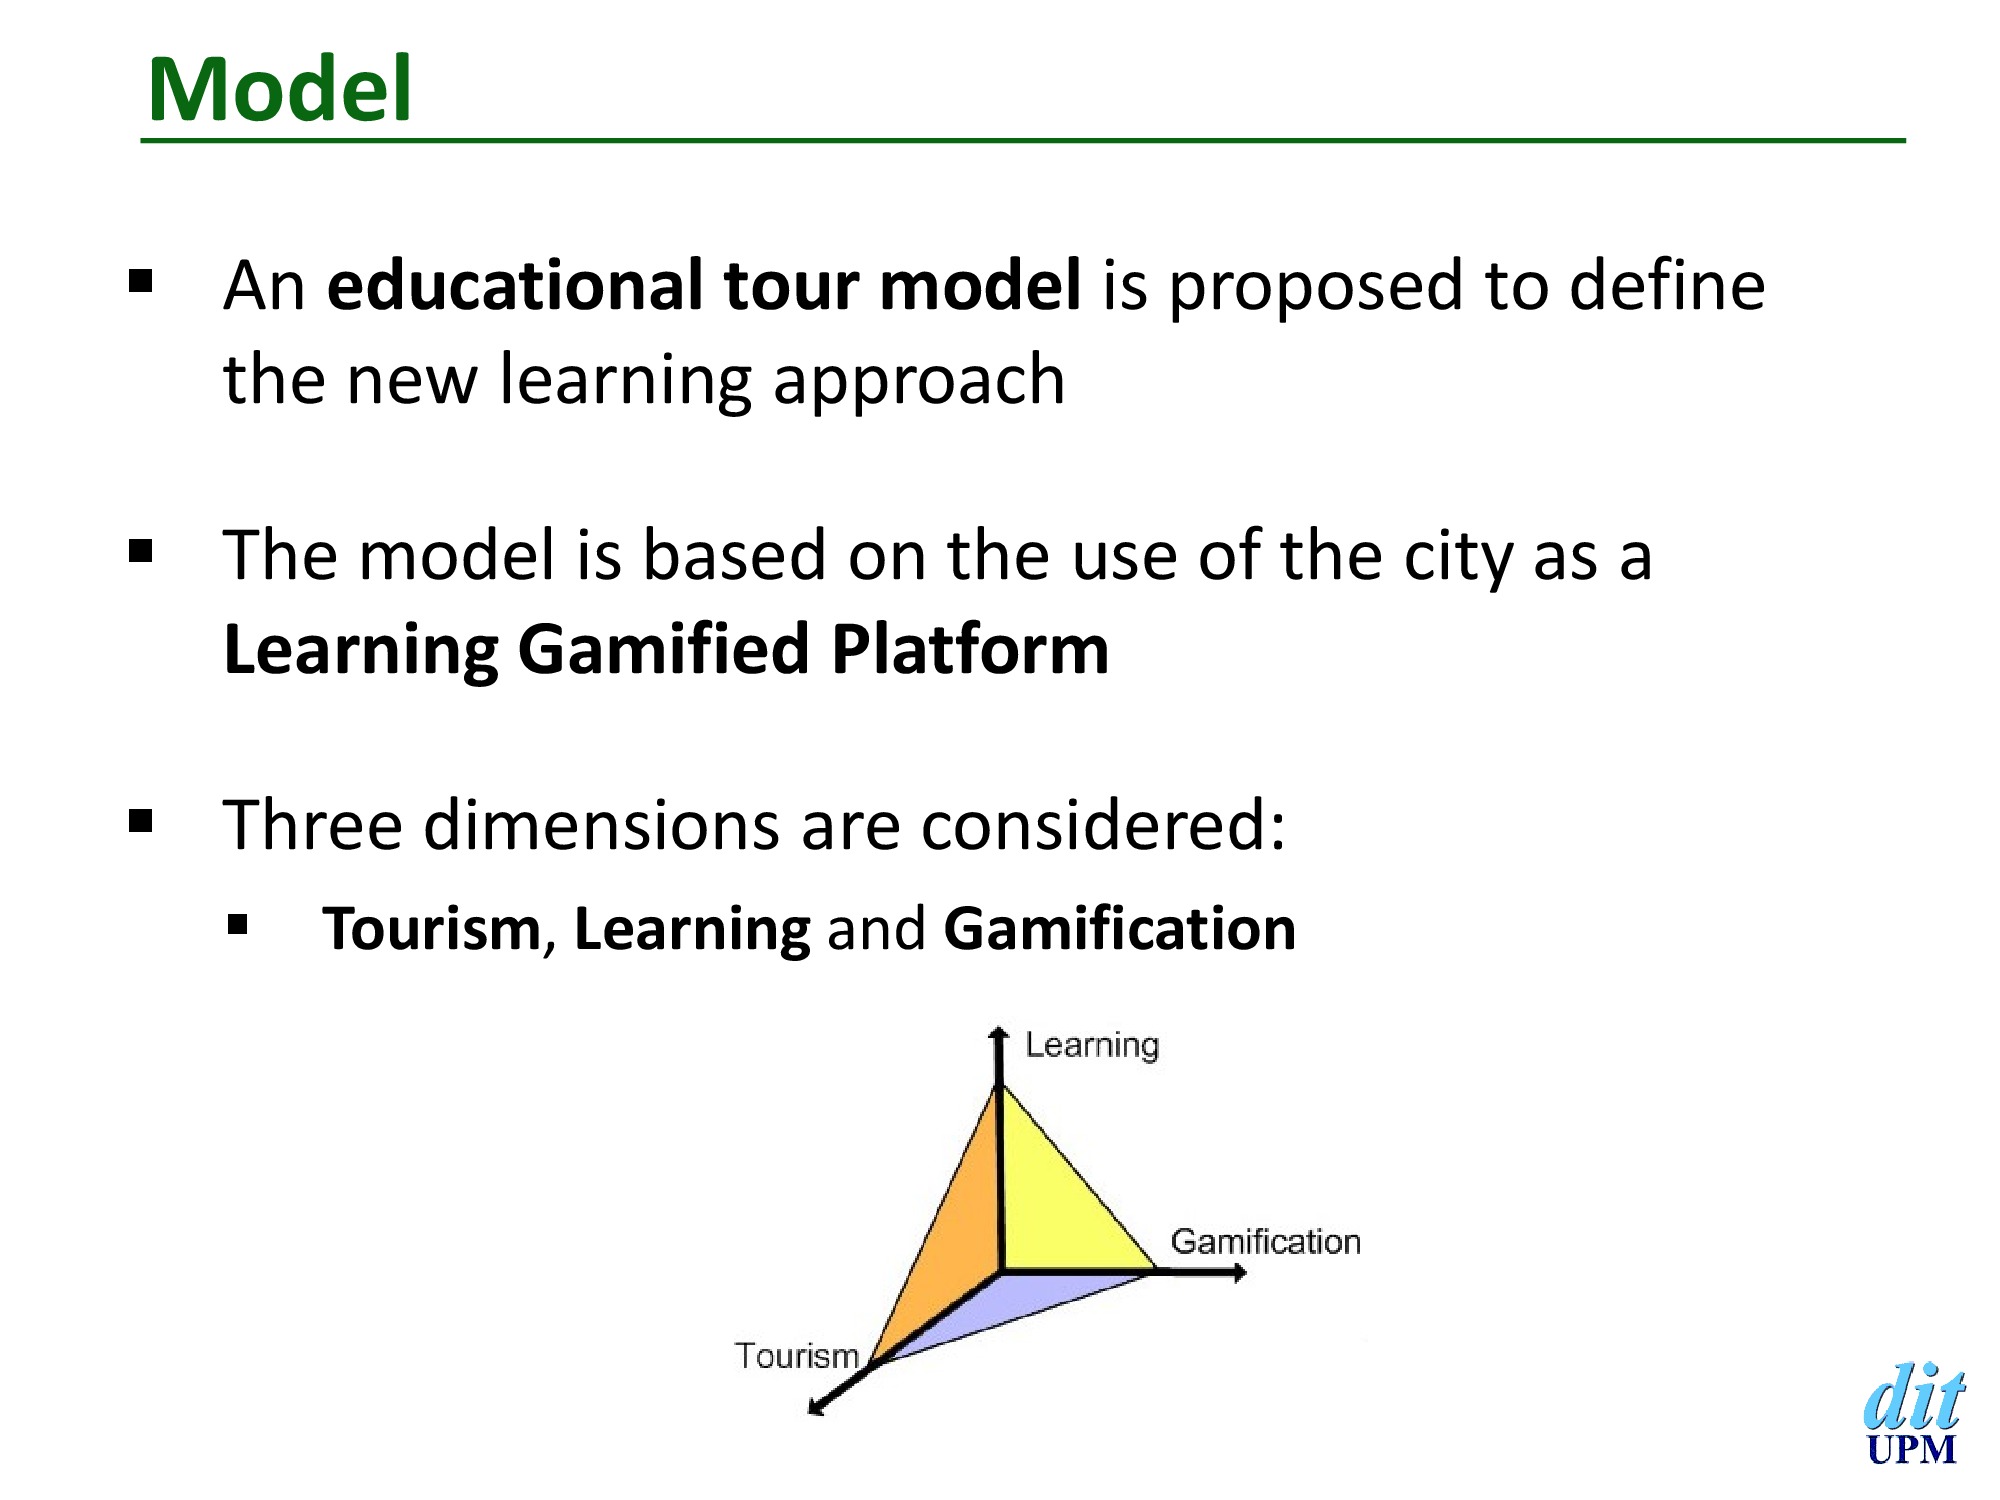 Model
▪ An educational tour model is proposed to define
the new learning approach
▪ The model is based on the use of the city as a
Learning Gamified Platform
▪ Three dimensions are considered:
▪ Tourism, Learning and Gamification
Learning
Gamification
Tourism
dit
UPM